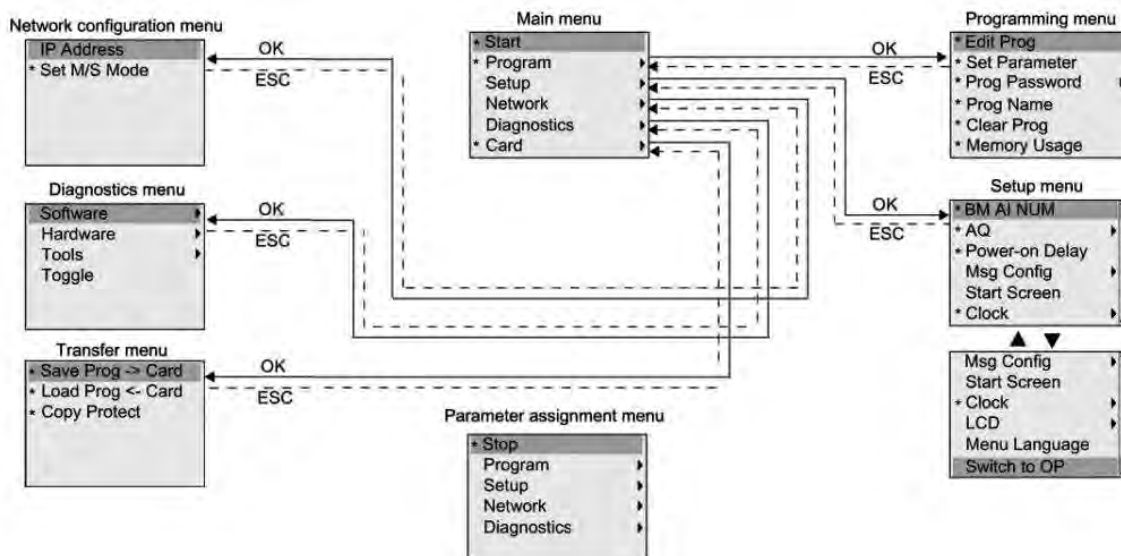 Network configuration menu
IP Address
* Set M/S Mode
OK
ESC
Main menu
* Start
* Program
Setup
Network
Diagnostics
* Card
Programming menu
OK
ESC
* Edit Prog
* Set Parameter
* Prog Password
* Prog Name
* Clear Prog
* Memory Usage
Diagnostics menu
Software
Hardware
Tools
Toggle
OK
ESC
Setup menu
OK
ESC
* BM AI NUM
* AQ
* Power-on Delay
Msg Config
Start Screen
* Clock
▲ ▼
Msg Config
Start Screen
* Clock
LCD
Menu Language
Switch to OP
Transfer menu
* Save Prog -> Card
* Load Prog <- Card
* Copy Protect
OK
ESC
Parameter assignment menu
* Stop
Program
Setup
Network
Diagnostics